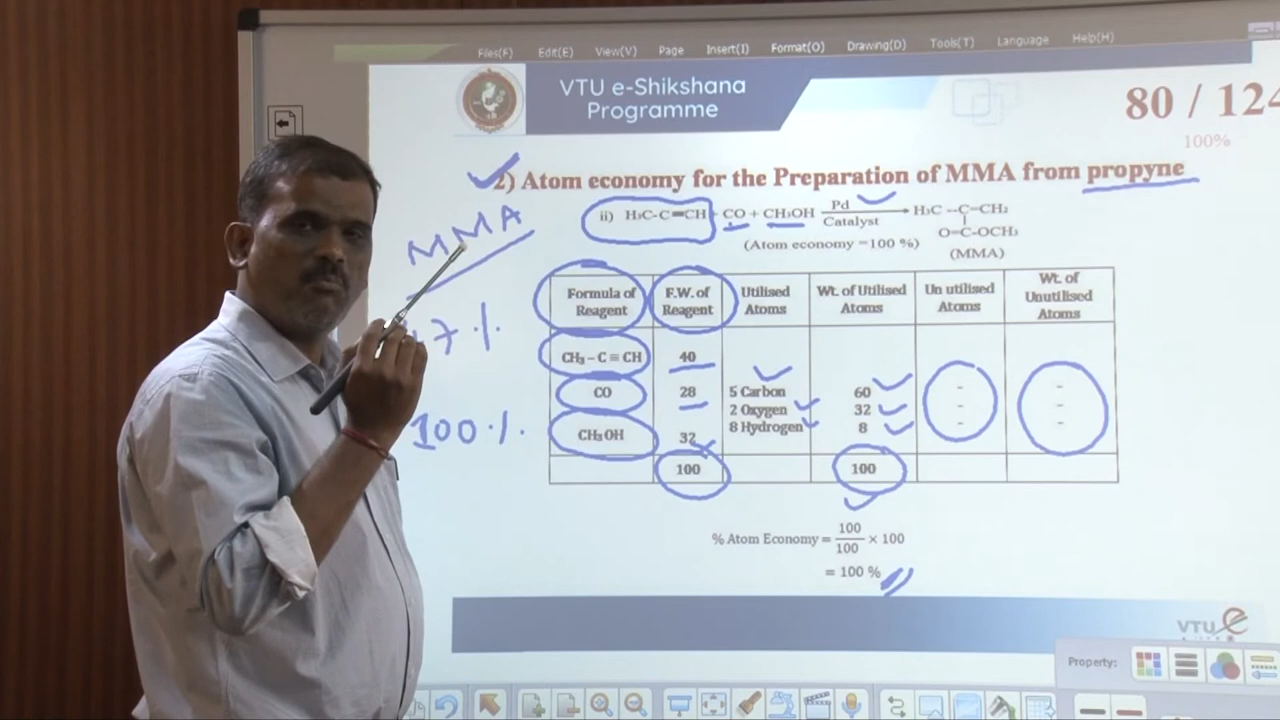 Files(F) Edit(E) View(V) Page Insert(I) Format(O) Drawing(D) Tools(T) Language Help(H)
VTU e-Shikshana
Programme
80 / 124
100%
2) Atom economy for the Preparation of MMA from propyne
ii) H₃C-C≡CH + CO + CH₃OH Pd Catalyst H₃C --C=CH₂
O=C-OCH₃
(Atom economy =100 %)
(MMA)
MMA
47%.
100%.
Formula of Reagent F.W. of Reagent Utilised Atoms Wt. of Utilised Atoms Un utilised Atoms Wt. of Unutilised Atoms
CH₃ – C ≡ CH 40
CO 28 5 Carbon 60 - -
2 Oxygen 32 - -
8 Hydrogen 8 - -
CH₃ OH 32
100 100
% Atom Economy = 100/100 × 100
= 100 %
VTU e
Property: